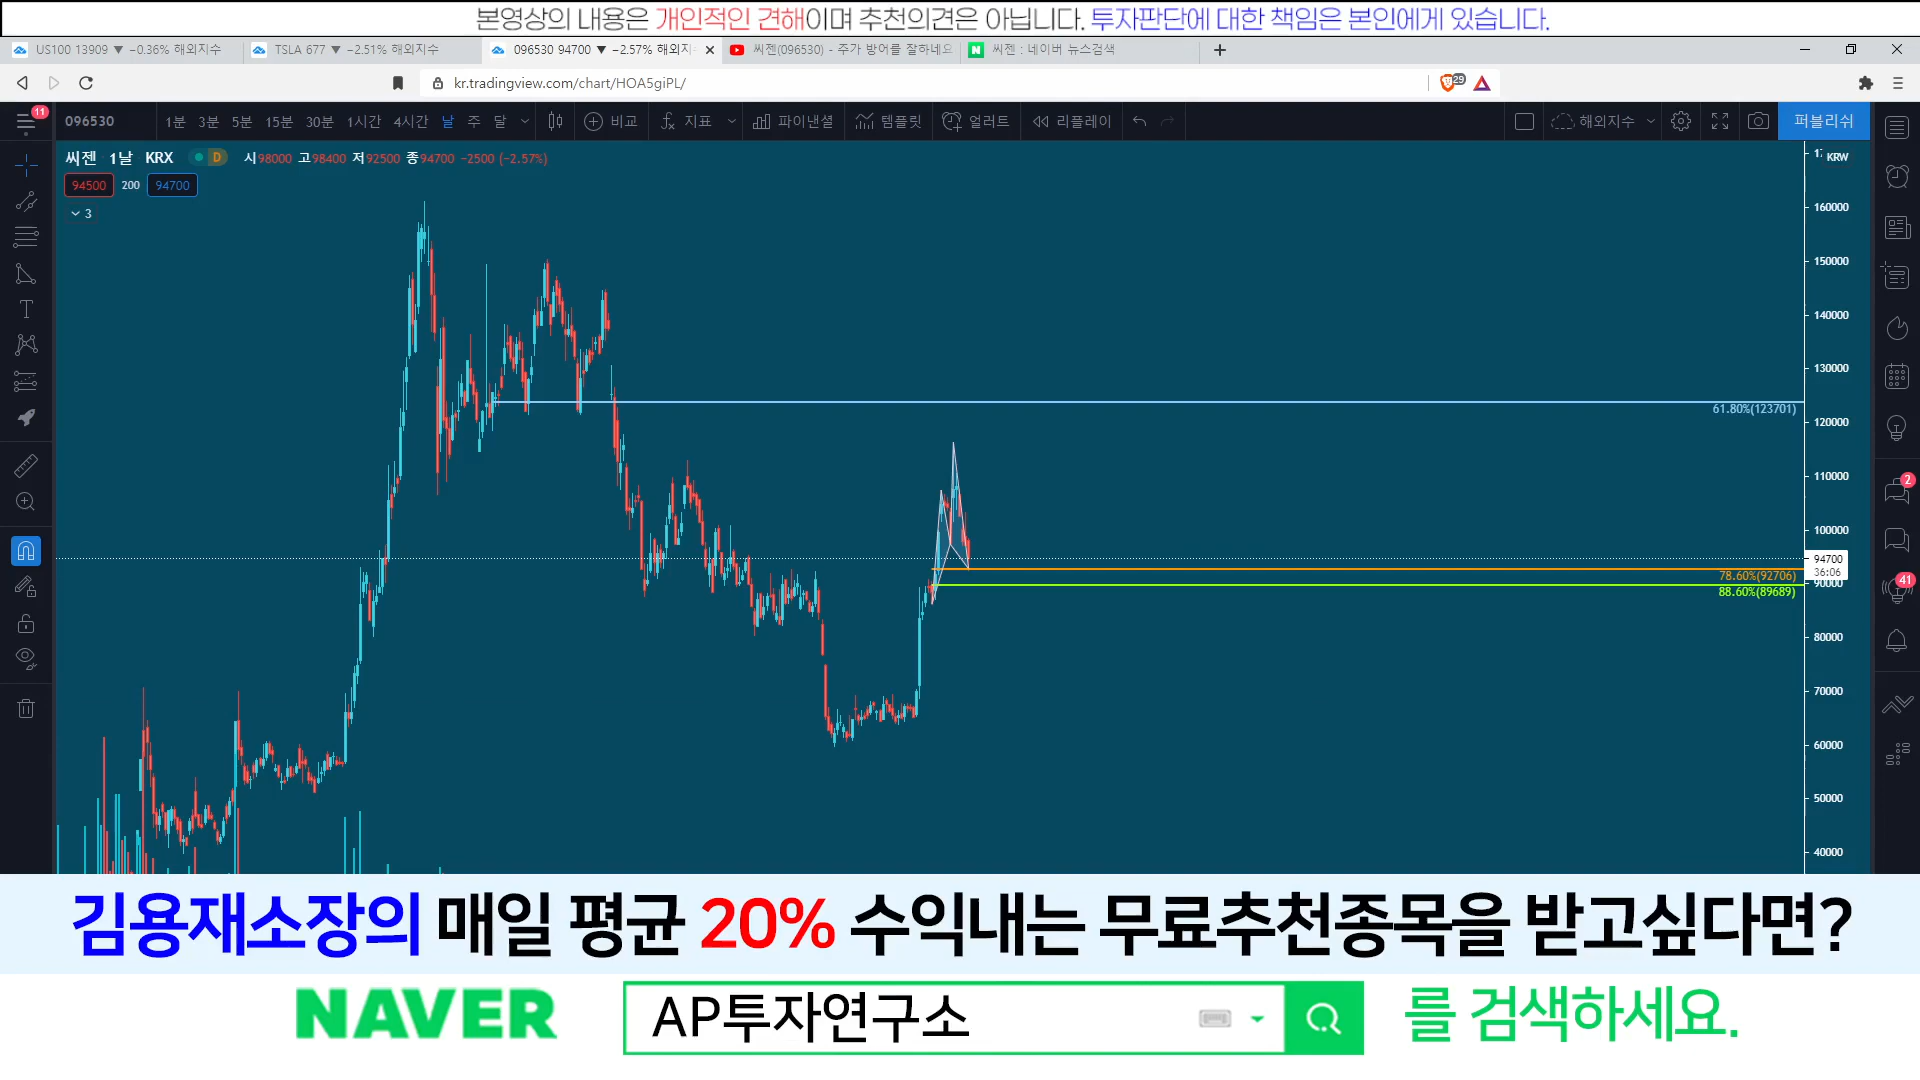 본영상의 내용은 개인적인 견해이며 추천의견은 아닙니다. 투자판단에 대한 책임은 본인에게 있습니다.
US100 13909 ▼ −0.36% 해외지수
TSLA 677 ▼ −2.51% 해외지수
096530 94700 ▼ −2.57% 해외지
씨젠(096530) - 주가 방어를 잘하네요
씨젠 : 네이버 뉴스검색
kr.tradingview.com/chart/HOA5giPL/
29
11
096530
1분 3분 5분 15분 30분 1시간 4시간 날 주 달
비교
지표
파이낸셜
템플릿
얼러트
리플레이
해외지수
퍼블리쉬
씨젠 1날 KRX
D
시98000 고98400 저92500 종94700 −2500 (−2.57%)
94500 200 94700
3
KRW
160000
150000
140000
130000
61.80%(123701)
120000
110000
100000
94700
36:06
78.60%(92706)
90000
88.60%(89689)
80000
70000
60000
50000
40000
2
41
김용재소장의 매일 평균 20% 수익내는 무료추천종목을 받고싶다면?
NAVER AP투자연구소 를 검색하세요.